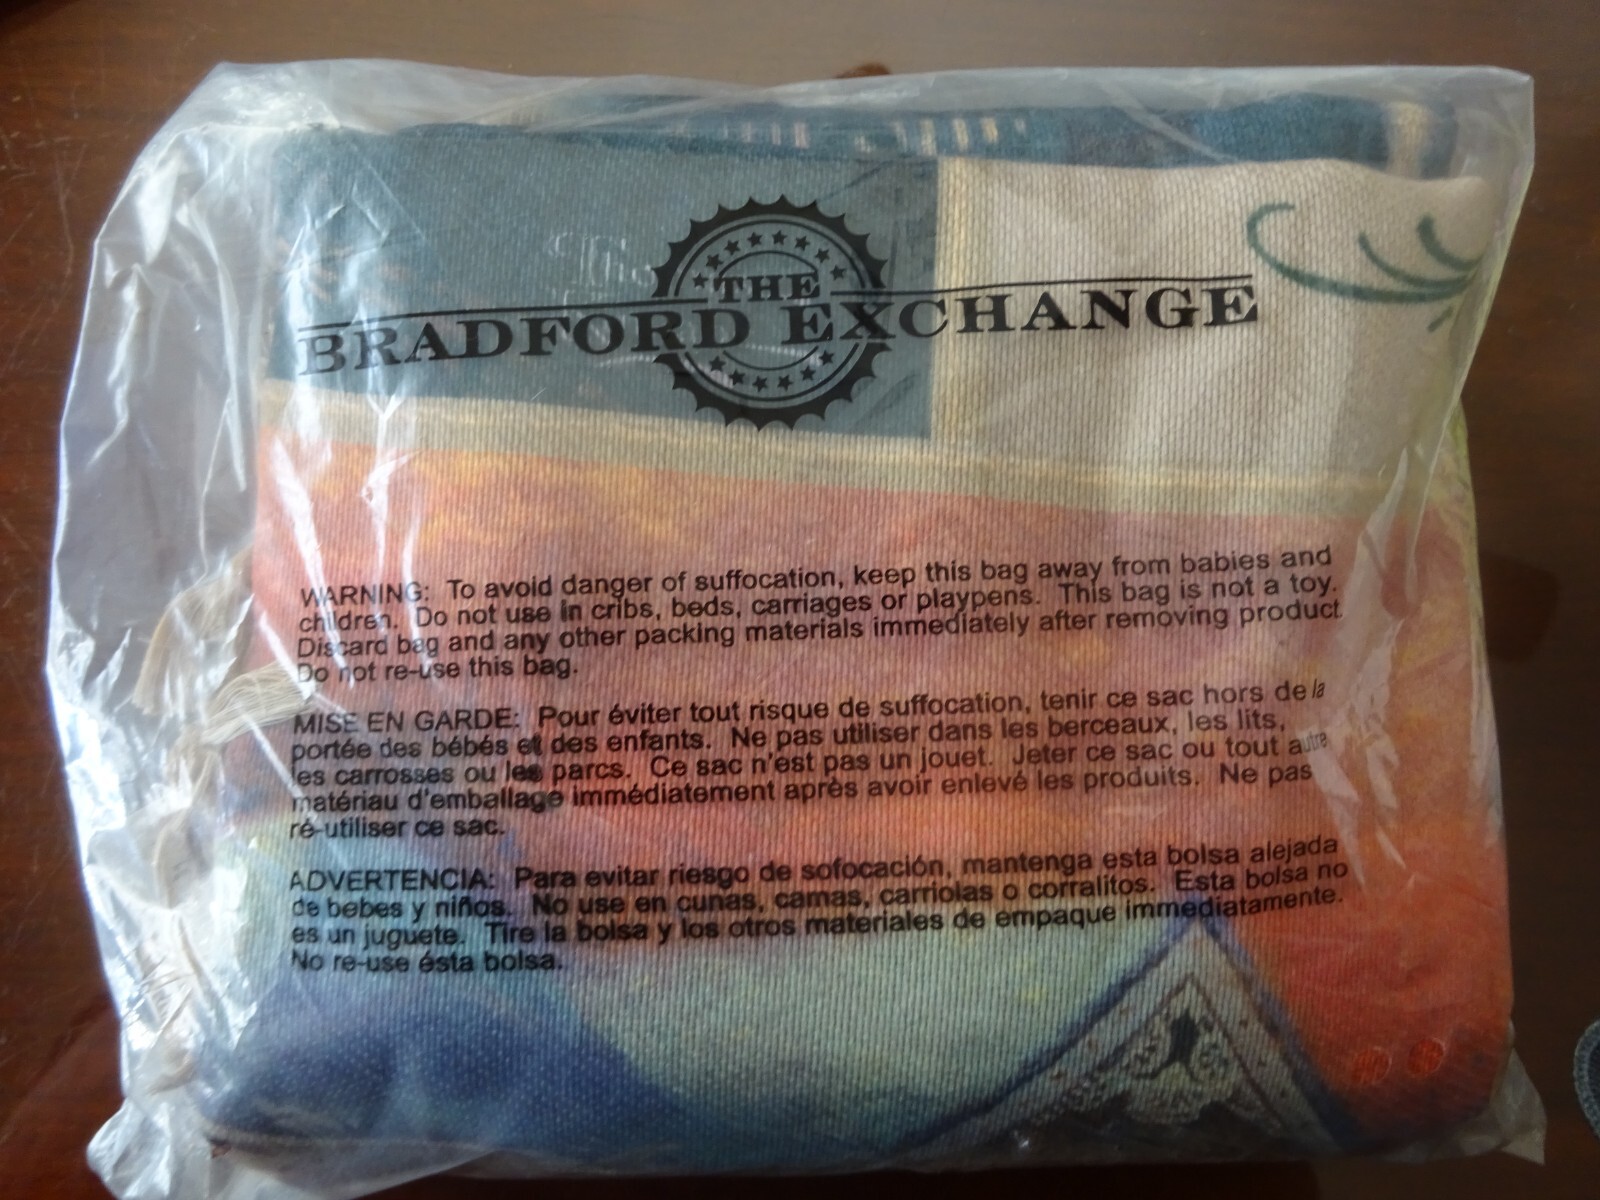 THE
BRADFORD EXCHANGE
WARNING: To avoid danger of suffocation, keep this bag away from babies and
children. Do not use in cribs, beds, carriages or playpens. This bag is not a toy.
Discard bag and any other packing materials immediately after removing product.
Do not re-use this bag.
MISE EN GARDE: Pour éviter tout risque de suffocation, tenir ce sac hors de la
portée des bébés et des enfants. Ne pas utiliser dans les berceaux, les lits,
les carrosses ou les parcs. Ce sac n'est pas un jouet. Jeter ce sac ou tout autre
matériau d'emballage immédiatement après avoir enlevé les produits. Ne pas
ré-utiliser ce sac.
ADVERTENCIA: Para evitar riesgo de sofocación, mantenga esta bolsa alejada
de bebes y niños. No use en cunas, camas, carriolas o corralitos. Esta bolsa no
es un juguete. Tire la bolsa y los otros materiales de empaque immediatamente.
No re-use ésta bolsa.